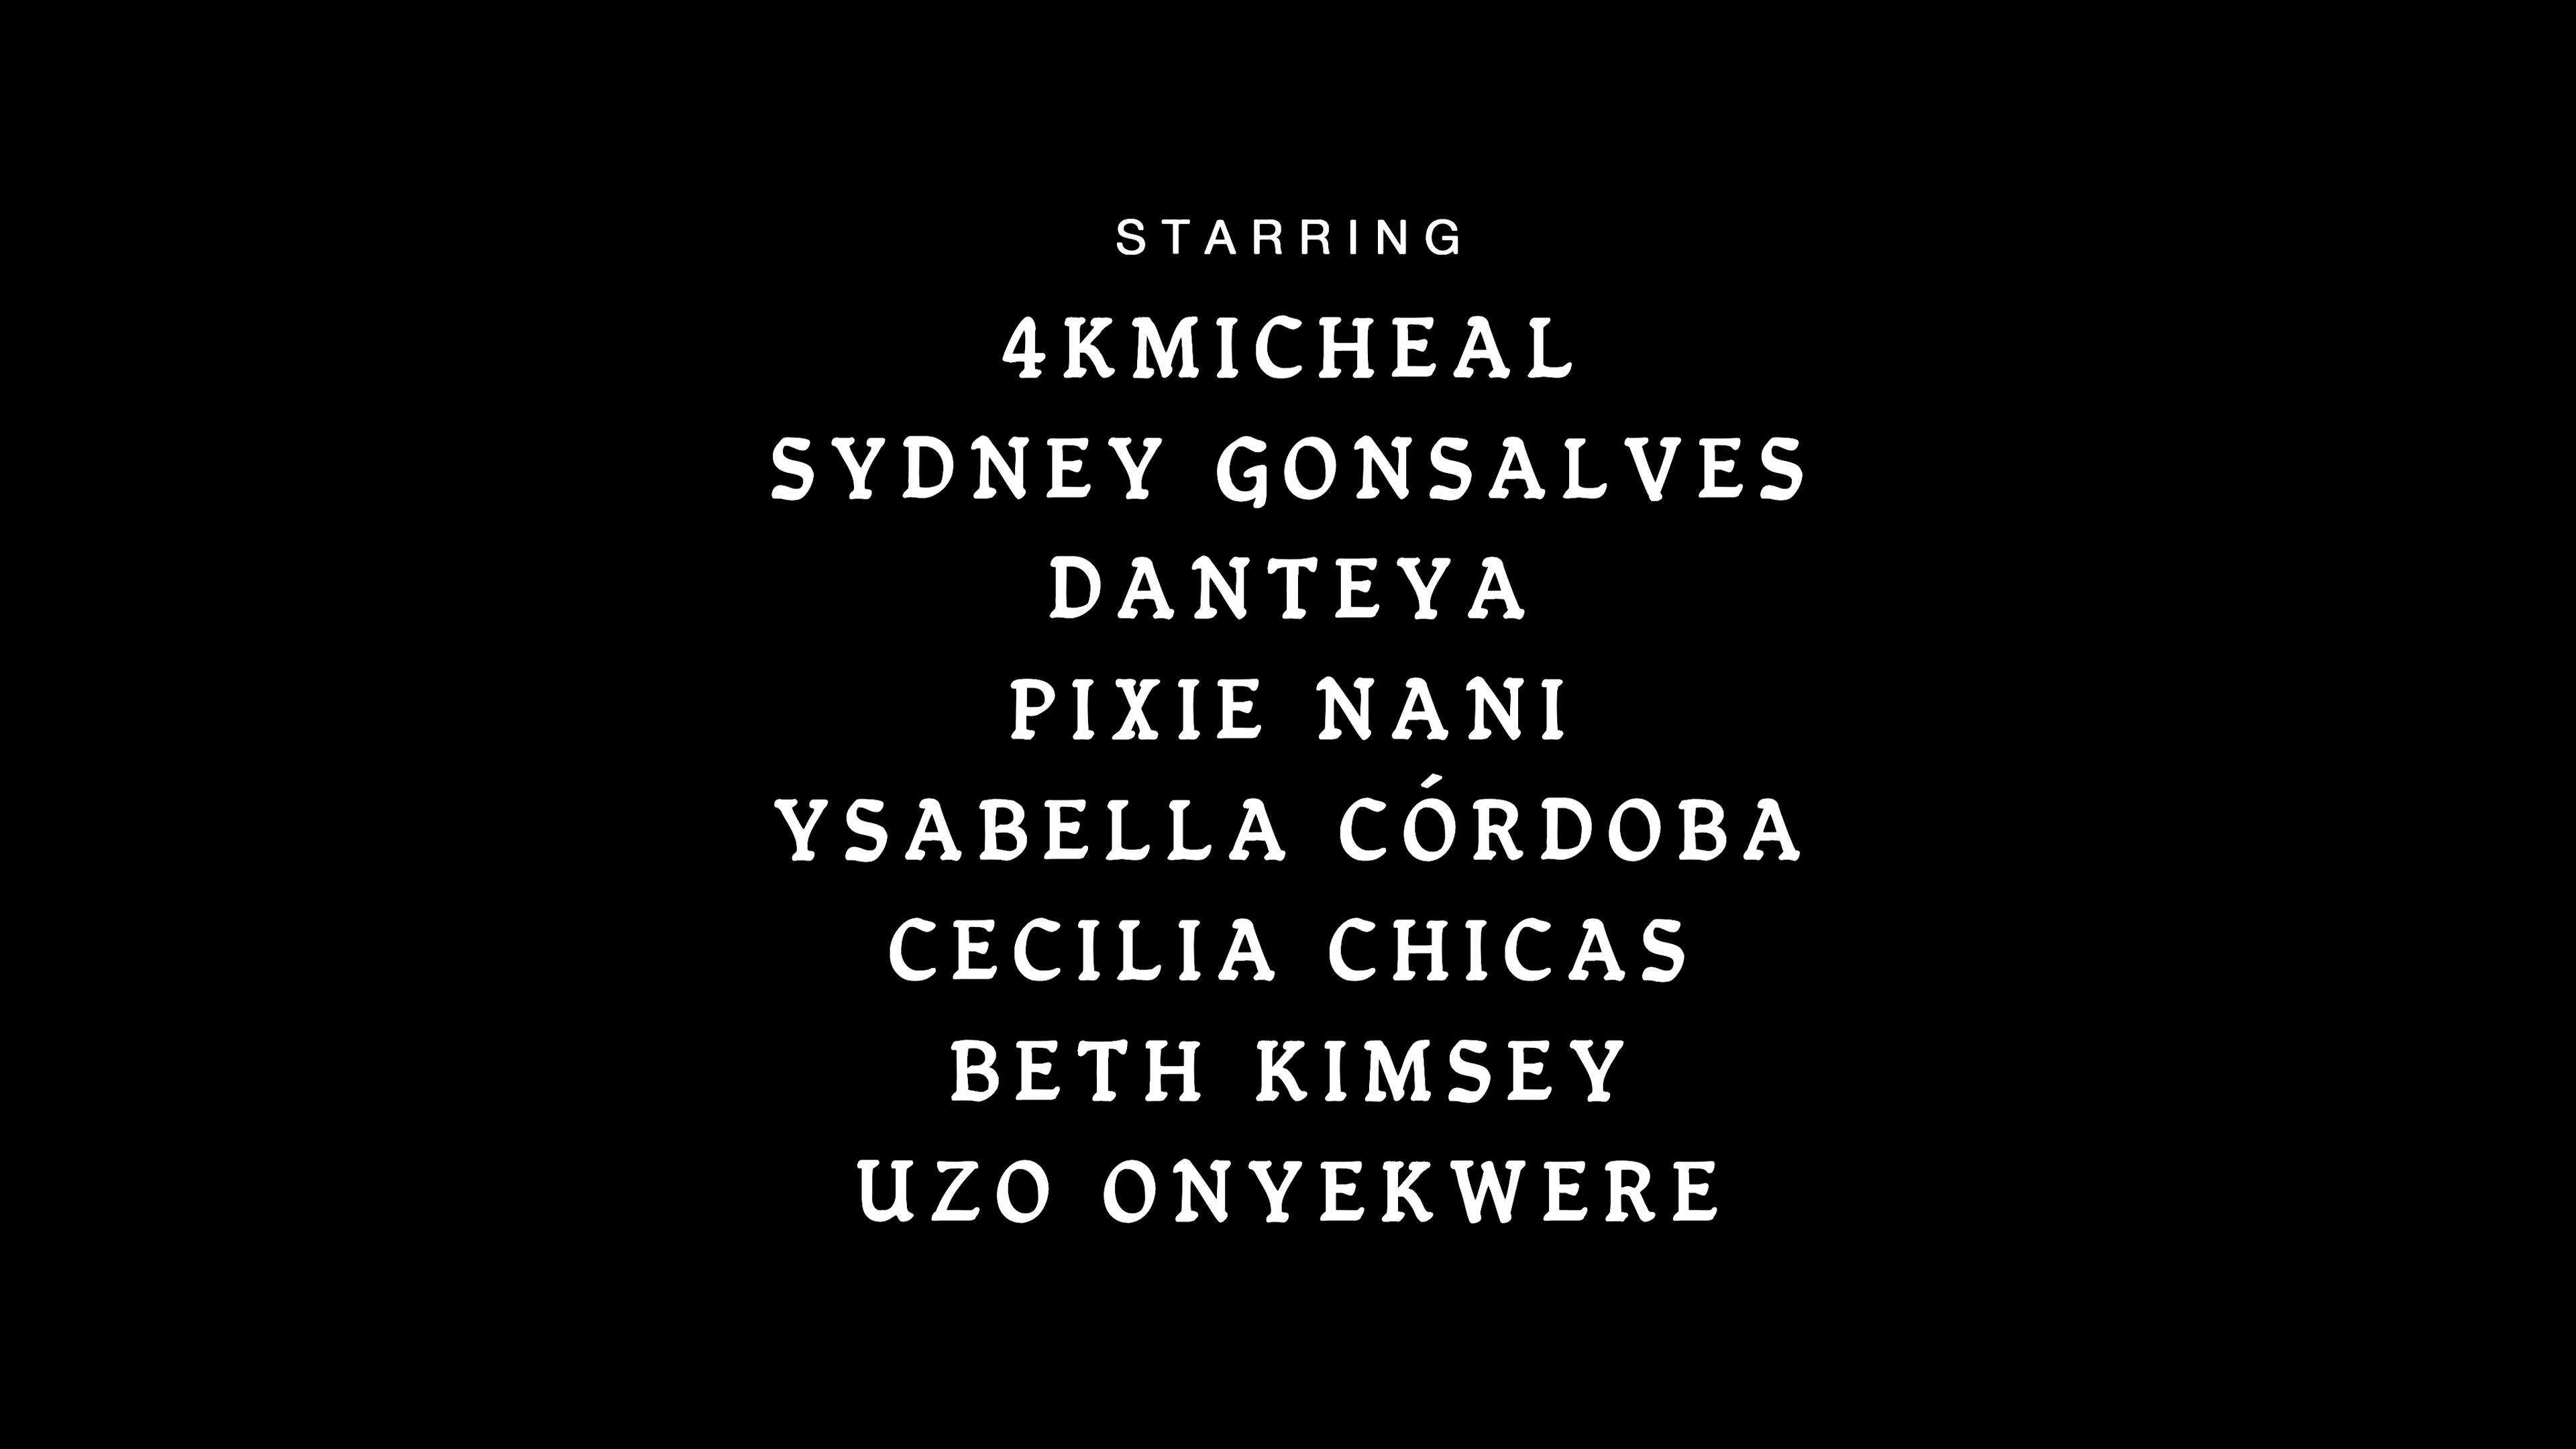 STARRING
4KMICHEAL
SYDNEY GONSALVES
DANTEYA
PIXIE NANI
YSABELLA CÓRDOBA
CECILIA CHICAS
BETH KIMSEY
UZO ONYEKWERE